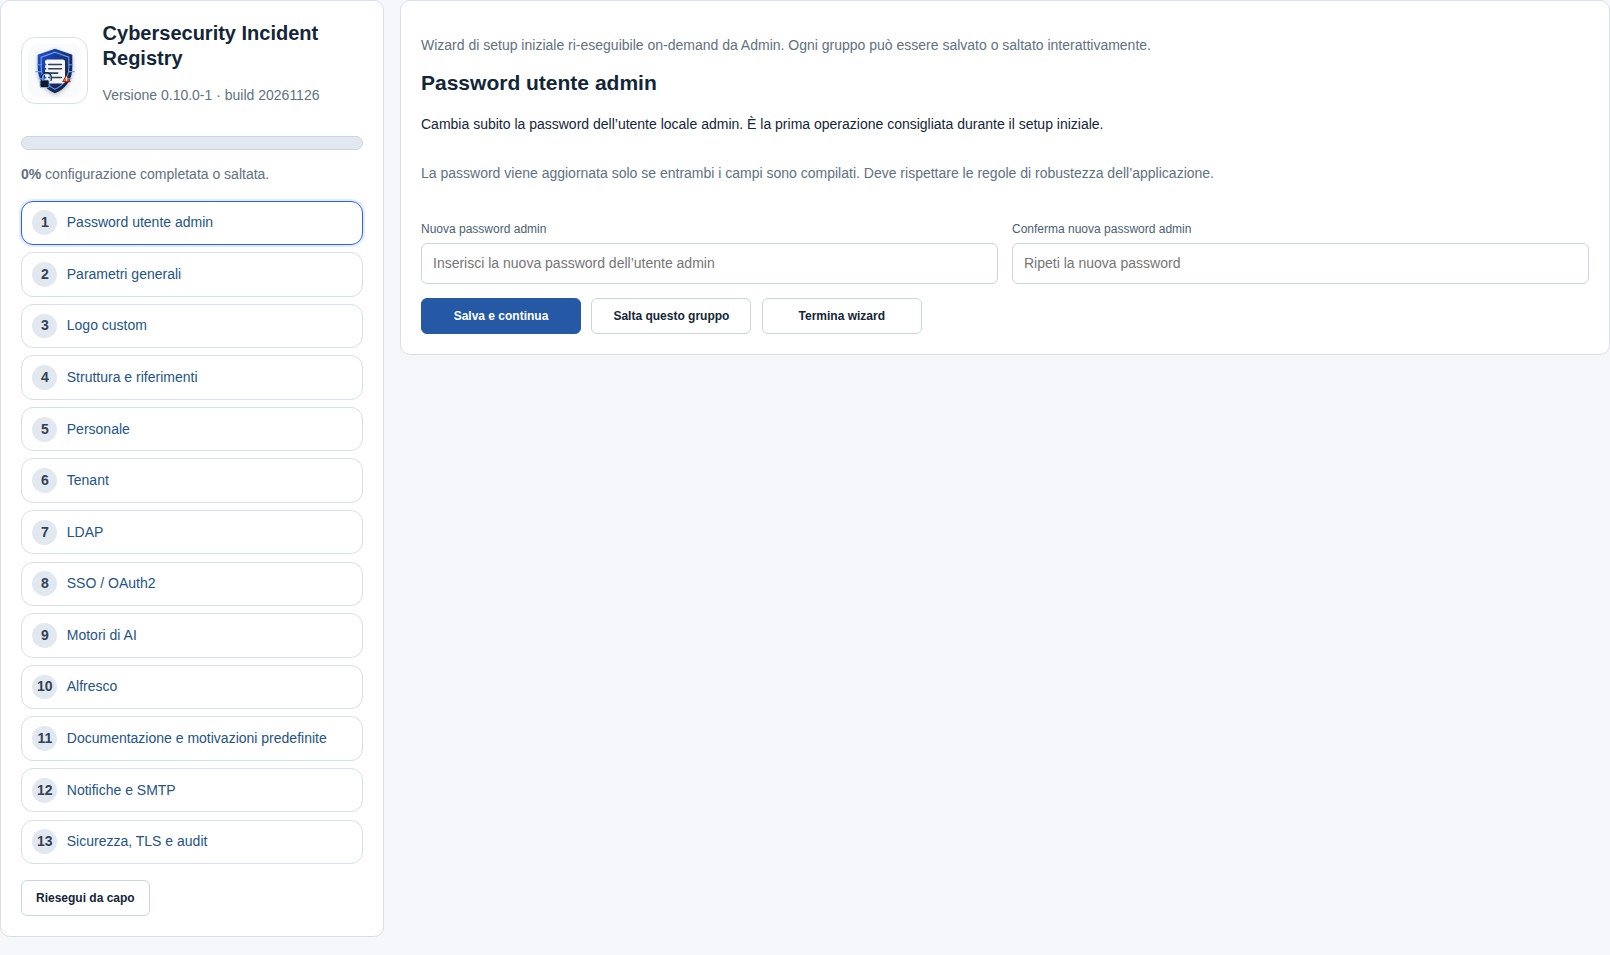 Cybersecurity Incident
Registry
Versione 0.10.0-1 · build 20261126
0% configurazione completata o saltata.
1 Password utente admin
2 Parametri generali
3 Logo custom
4 Struttura e riferimenti
5 Personale
6 Tenant
7 LDAP
8 SSO / OAuth2
9 Motori di AI
10 Alfresco
11 Documentazione e motivazioni predefinite
12 Notifiche e SMTP
13 Sicurezza, TLS e audit
Riesegui da capo
Wizard di setup iniziale ri-eseguibile on-demand da Admin. Ogni gruppo può essere salvato o saltato interattivamente.
Password utente admin
Cambia subito la password dell’utente locale admin. È la prima operazione consigliata durante il setup iniziale.
La password viene aggiornata solo se entrambi i campi sono compilati. Deve rispettare le regole di robustezza dell’applicazione.
Nuova password admin
Inserisci la nuova password dell’utente admin
Conferma nuova password admin
Ripeti la nuova password
Salva e continua
Salta questo gruppo
Termina wizard